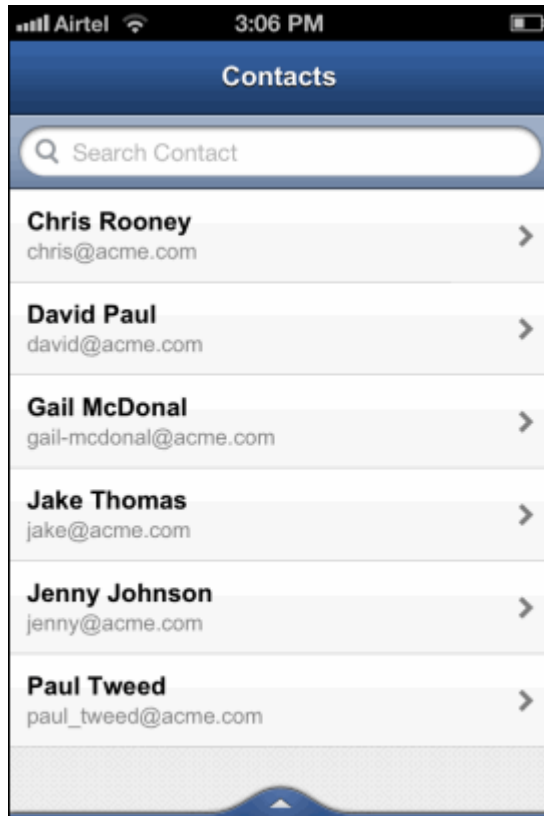 Airtel 3:06 PM
Contacts
Search Contact
Chris Rooney
chris@acme.com
David Paul
david@acme.com
Gail McDonal
gail-mcdonal@acme.com
Jake Thomas
jake@acme.com
Jenny Johnson
jenny@acme.com
Paul Tweed
paul_tweed@acme.com